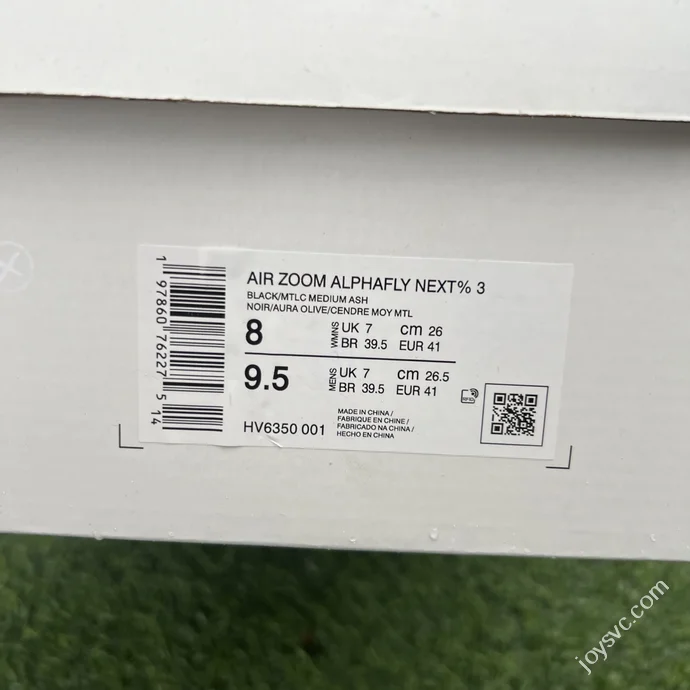 AIR ZOOM ALPHAFLY NEXT% 3
BLACK/MTLC MEDIUM ASH
NOIR/AURA OLIVE/CENDRE MOY MTL
8 WMNS UK 7 cm 26
BR 39.5 EUR 41
9.5 MENS UK 7 cm 26.5
BR 39.5 EUR 41
HV6350 001
MADE IN CHINA /
FABRIQUE EN CHINE /
FABRICADO NA CHINA /
HECHO EN CHINA
1 97860 76227 5 14
joysvc.com